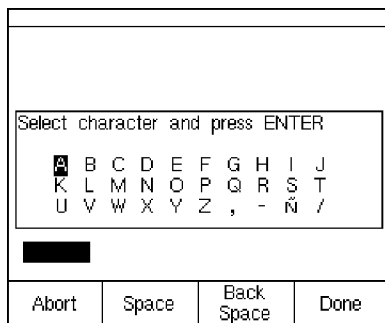 Select character and press ENTER
A B C D E F G H I J
K L M N O P Q R S T
U V W X Y Z , - Ñ /
Abort Space Back Space Done